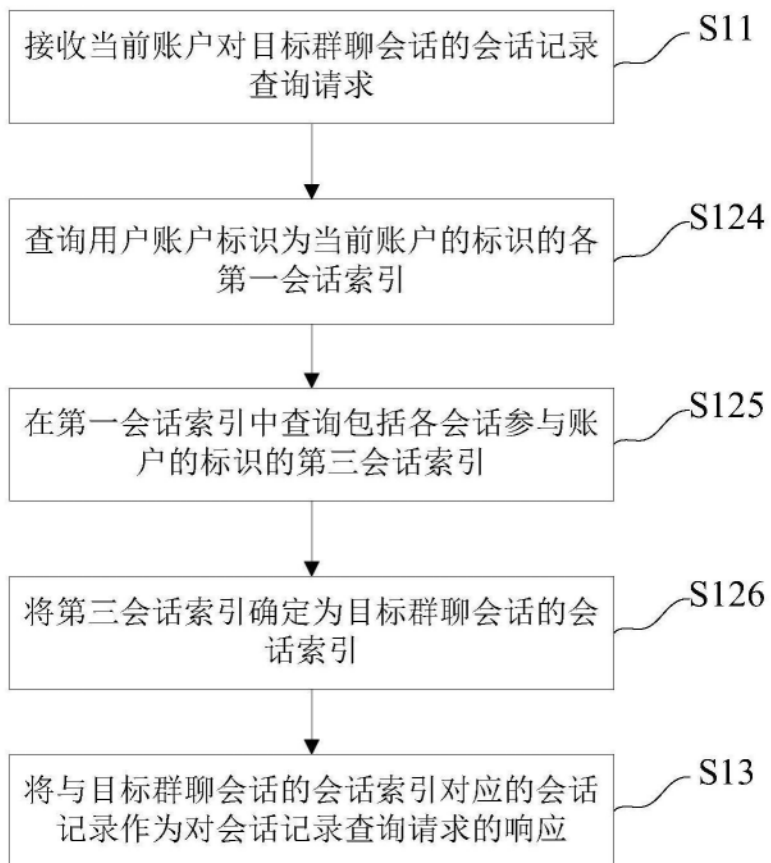 接收当前账户对目标群聊会话的会话记录
查询请求
S11
查询用户账户标识为当前账户的标识的各
第一会话索引
S124
在第一会话索引中查询包括各会话参与账
户的标识的第三会话索引
S125
将第三会话索引确定为目标群聊会话的会
话索引
S126
将与目标群聊会话的会话索引对应的会话
记录作为对会话记录查询请求的响应
S13